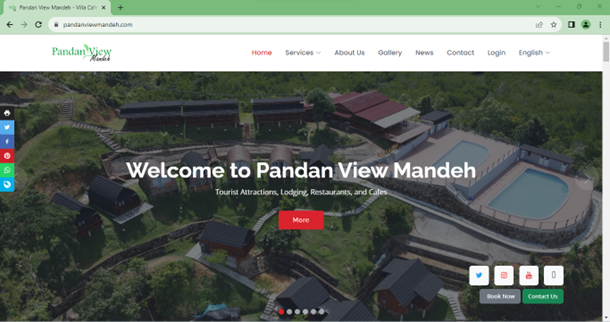 Pandan View Mandeh - Villa Cafe
pandanviewmandeh.com
Pandan View
Mandeh
Home Services About Us Gallery News Contact Login English
Welcome to Pandan View Mandeh
Tourist Attractions, Lodging, Restaurants, and Cafes
More
Book Now Contact Us